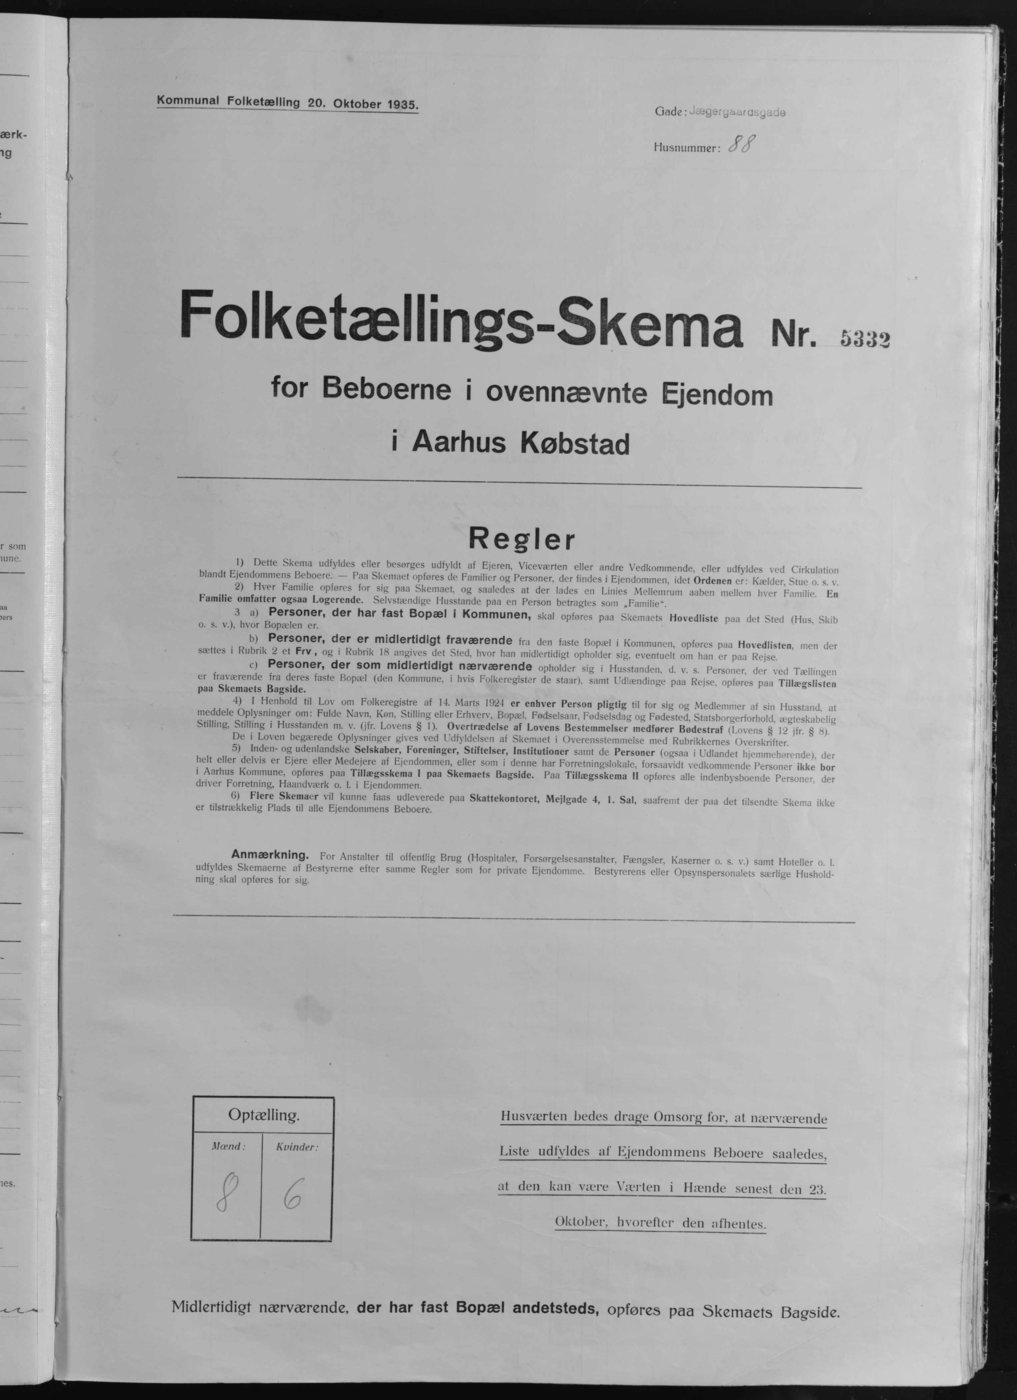 Kommunal Folketælling 20. Oktober 1935.
Gade: Jægergaardsgade
Husnummer: 88
Folketællings-Skema Nr. 5332
for Beboerne i ovennævnte Ejendom
i Aarhus Købstad
Regler
1) Dette Skema udfyldes eller besørges udfyldt af Ejeren, Viceværten eller andre Vedkommende, eller udfyldes ved Cirkulation
blandt Ejendommens Beboere. — Paa Skemaet opføres de Familier og Personer, der findes i Ejendommen, idet Ordenen er: Kælder, Stue o. s. v.
2) Hver Familie opføres for sig paa Skemaet, og saaledes at der lades en Linies Mellemrum aaben mellem hver Familie. En
Familie omfatter ogsaa Logerende. Selvstændige Husstande paa en Person betragtes som „Familie“.
3 a) Personer, der har fast Bopæl i Kommunen, skal opføres paa Skemaets Hovedliste paa det Sted (Hus, Skib
o. s. v.), hvor Bopælen er.
b) Personer, der er midlertidigt fraværende fra den faste Bopæl i Kommunen, opføres paa Hovedlisten, men der
sættes i Rubrik 2 et Frv, og i Rubrik 18 angives det Sted, hvor han midlertidigt opholder sig, eventuelt om han er paa Rejse.
c) Personer, der som midlertidigt nærværende opholder sig i Husstanden, d. v. s. Personer, der ved Tællingen
er fraværende fra deres faste Bopæl (den Kommune, i hvis Folkeregister de staar), samt Udlændinge paa Rejse, opføres paa Tillægslisten
paa Skemaets Bagside.
4) I Henhold til Lov om Folkeregistre af 14. Marts 1924 er enhver Person pligtig til for sig og Medlemmer af sin Husstand, at
meddele Oplysninger om: Fulde Navn, Køn, Stilling eller Erhverv, Bopæl, Fødselsaar, Fødselsdag og Fødested, Statsborgerforhold, ægteskabelig
Stilling, Stilling i Husstanden m. v. (jfr. Lovens § 1). Overtrædelse af Lovens Bestemmelser medfører Bødestraf (Lovens § 12 jfr. § 8).
De i Loven begærede Oplysninger gives ved Udfyldelsen af Skemaet i Overensstemmelse med Rubrikkernes Overskrifter.
5) Inden- og udenlandske Selskaber, Foreninger, Stiftelser, Institutioner samt de Personer (ogsaa i Udlandet hjemmehørende), der
helt eller delvis er Ejere eller Medejere af Ejendommen, eller som i denne har Forretningslokale, forsaavidt vedkommende Personer ikke bor
i Aarhus Kommune, opføres paa Tillægsskema I paa Skemaets Bagside. Paa Tillægsskema II opføres alle indenbysboende Personer, der
driver Forretning, Haandværk o. l. i Ejendommen.
6) Flere Skemaer vil kunne faas udleverede paa Skattekontoret, Mejlgade 4, 1. Sal, saafremt der paa det tilsendte Skema ikke
er tilstrækkelig Plads til alle Ejendommens Beboere.
Anmærkning. For Anstalter til offentlig Brug (Hospitaler, Forsørgelsesanstalter, Fængsler, Kaserner o. s. v.) samt Hoteller o. l.
udfyldes Skemaerne af Bestyrerne efter samme Regler som for private Ejendomme. Bestyrerens eller Opsynspersonalets særlige Hushold-
ning skal opføres for sig.
Optælling.
Mænd: Kvinder:
8 6
Husværten bedes drage Omsorg for, at nærværende
Liste udfyldes af Ejendommens Beboere saaledes,
at den kan være Værten i Hænde senest den 23.
Oktober, hvorefter den afhentes.
Midlertidigt nærværende, der har fast Bopæl andetsteds, opføres paa Skemaets Bagside.